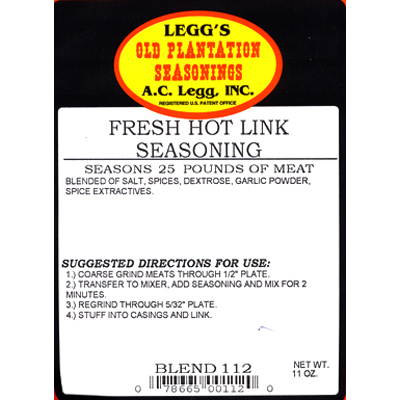 LEGG'S
OLD PLANTATION
SEASONINGS
A.C. Legg, INC.
REGISTERED U.S. PATENT OFFICE
FRESH HOT LINK
SEASONING
SEASONS 25 POUNDS OF MEAT
BLENDED OF SALT, SPICES, DEXTROSE, GARLIC POWDER,
SPICE EXTRACTIVES.
SUGGESTED DIRECTIONS FOR USE:
1.) COARSE GRIND MEATS THROUGH 1/2" PLATE.
2.) TRANSFER TO MIXER, ADD SEASONING AND MIX FOR 2
MINUTES.
3.) REGRIND THROUGH 5/32" PLATE.
4.) STUFF INTO CASINGS AND LINK.
BLEND 112
NET WT.
11 OZ.
0 78665 00112 0